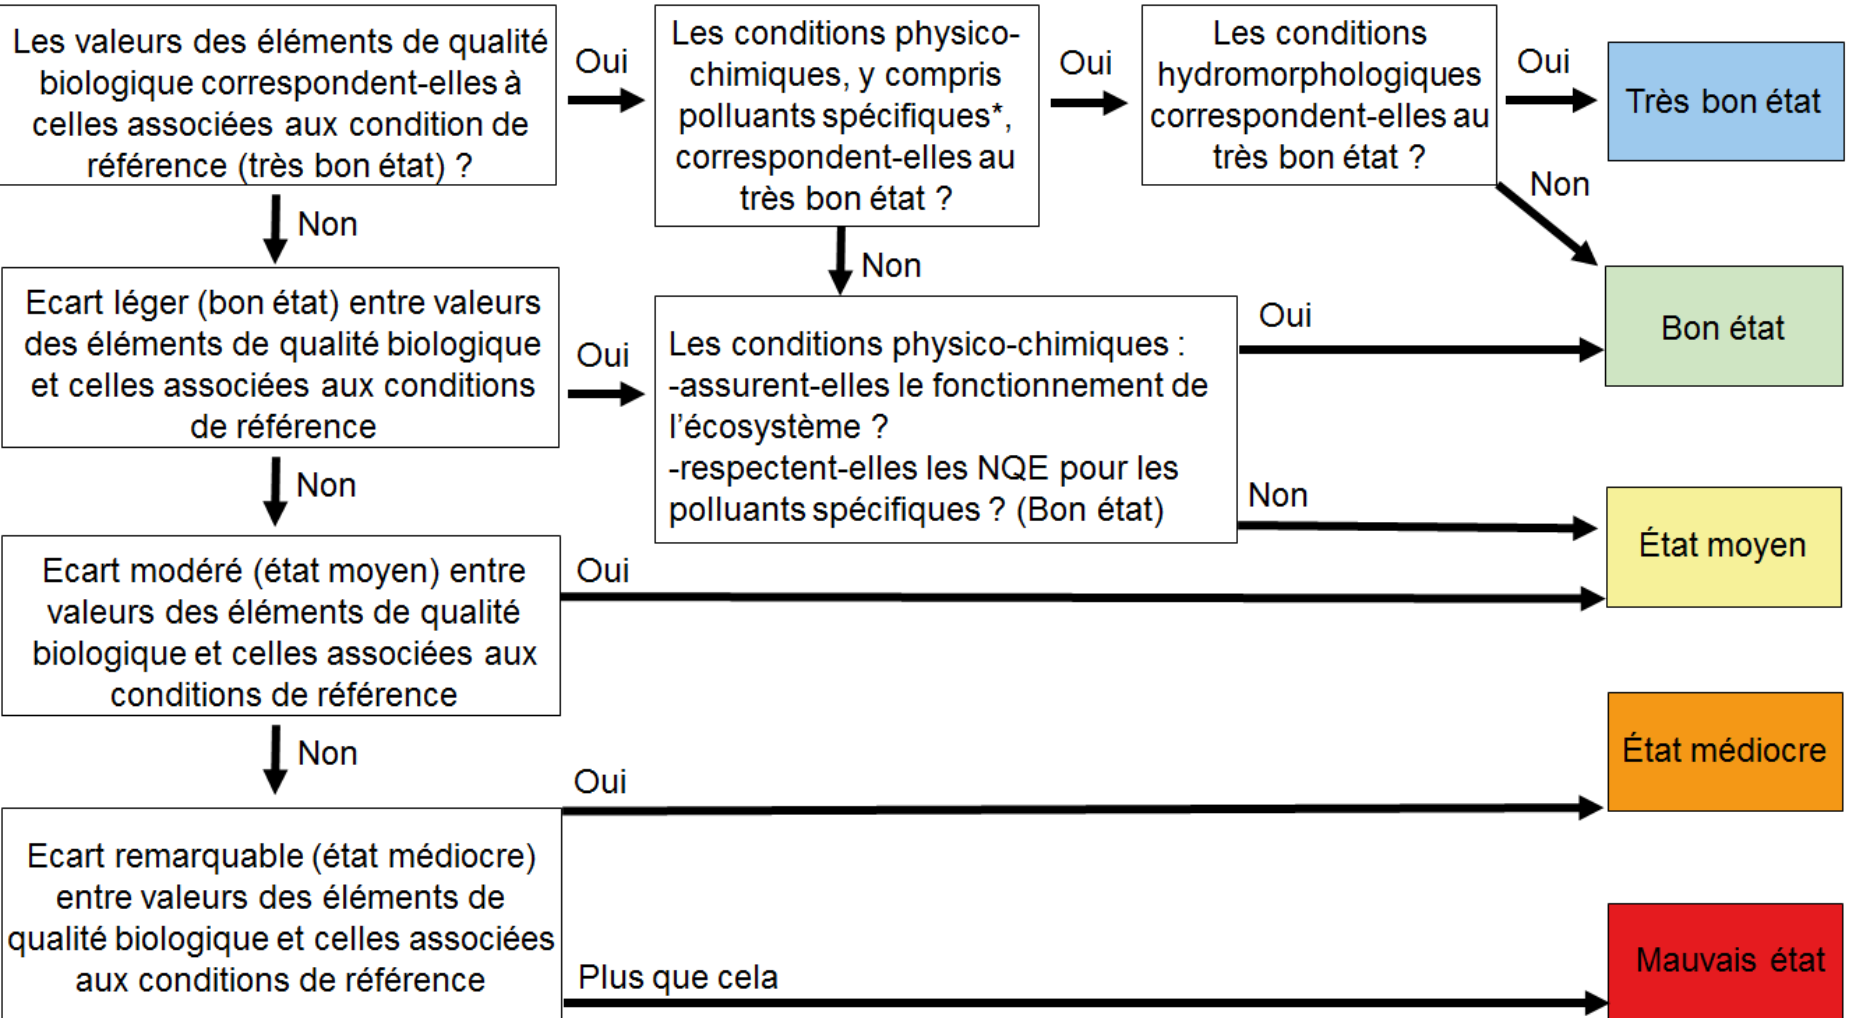 Les valeurs des éléments de qualité
biologique correspondent-elles à
celles associées aux condition de
référence (très bon état) ?
Oui
Les conditions physico-
chimiques, y compris
polluants spécifiques*,
correspondent-elles au
très bon état ?
Oui
Les conditions
hydromorphologiques
correspondent-elles au
très bon état ?
Oui
Très bon état
Non
Non
Non
Ecart léger (bon état) entre valeurs
des éléments de qualité biologique
et celles associées aux conditions
de référence
Oui
Les conditions physico-chimiques :
-assurent-elles le fonctionnement de
l'écosystème ?
-respectent-elles les NQE pour les
polluants spécifiques ? (Bon état)
Oui
Bon état
Non
Non
État moyen
Ecart modéré (état moyen) entre
valeurs des éléments de qualité
biologique et celles associées aux
conditions de référence
Oui
Non
Oui
État médiocre
Ecart remarquable (état médiocre)
entre valeurs des éléments de
qualité biologique et celles associées
aux conditions de référence
Plus que cela
Mauvais état